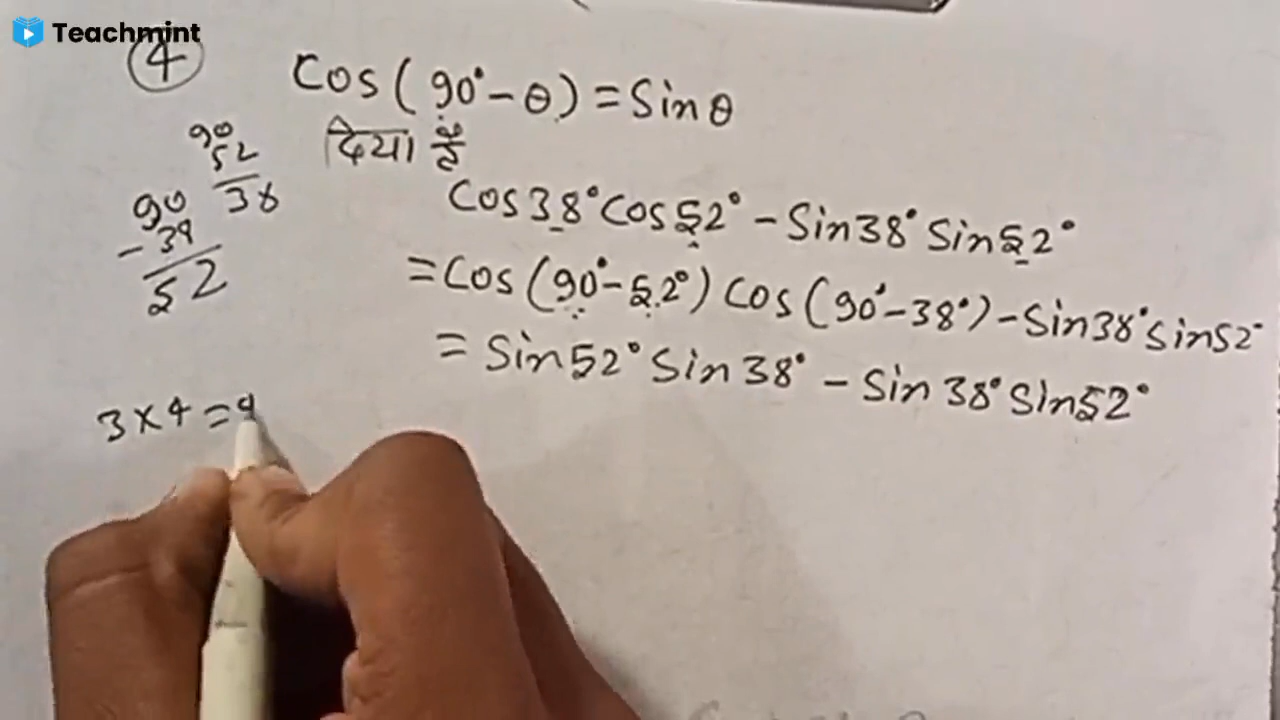 Teachmint
④ Cos(90°-θ)=Sinθ
दिया है
90
52
38
90
-38
52
Cos38°Cos52°-Sin38°Sin52°
=Cos(90°-52°)Cos(90°-38°)-Sin38°Sin52°
=Sin52°Sin38°-Sin38°Sin52°
3×4=4